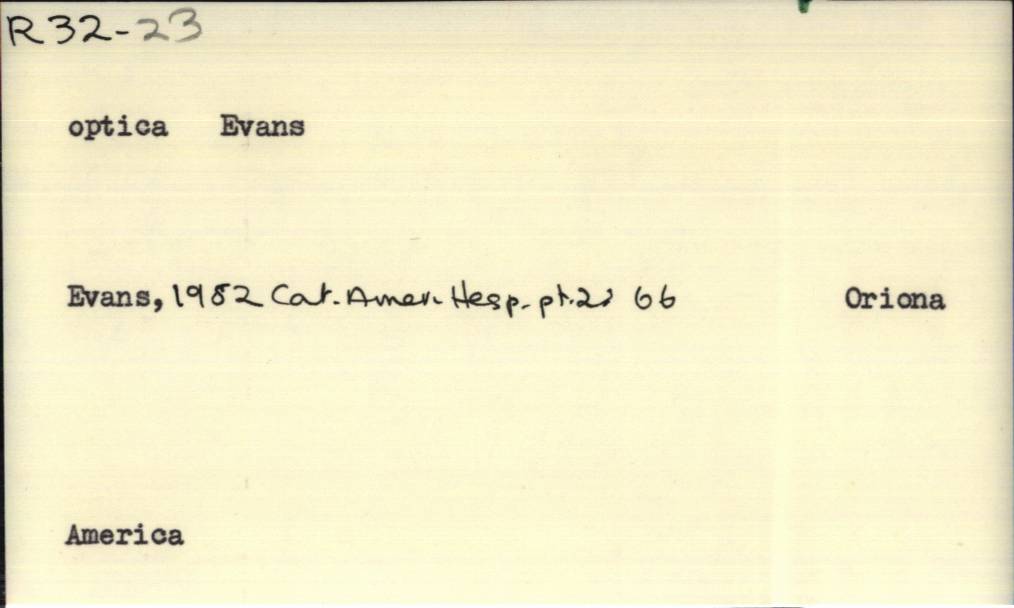 R32-23
optica Evans
Evans, 1952 Cat. Amer. Hesp. pt.2: 66 Oriona
America